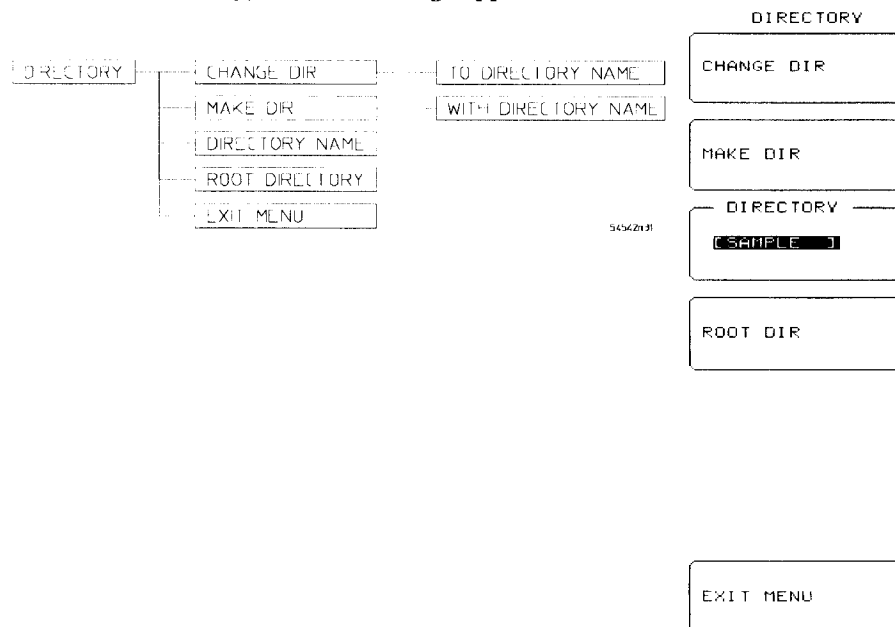 DIRECTORY
CHANGE DIR
TO DIRECTORY NAME
MAKE DIR
WITH DIRECTORY NAME
DIRECTORY NAME
ROOT DIRECTORY
EXIT MENU
54542m31
DIRECTORY
CHANGE DIR
MAKE DIR
DIRECTORY
[SAMPLE ]
ROOT DIR
EXIT MENU